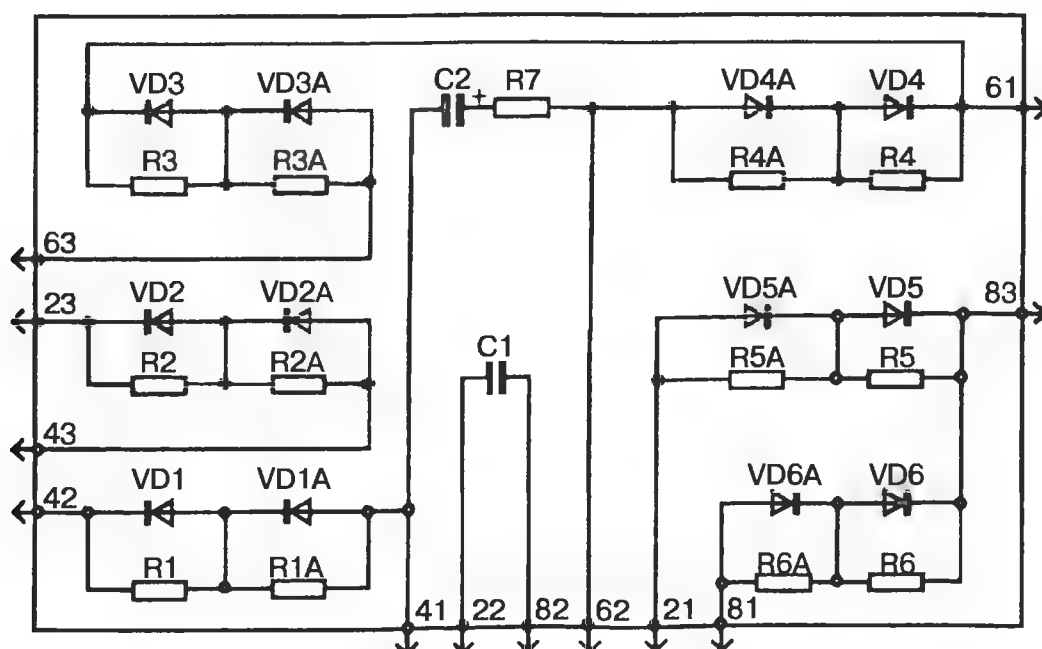 VD3 VD3A C2 + R7 VD4A VD4 61
R3 R3A R4A R4
63
23 VD2 VD2A VD5A VD5 83
R2 R2A C1 R5A R5
43
42 VD1 VD1A VD6A VD6
R1 R1A R6A R6
41 22 82 62 21 81